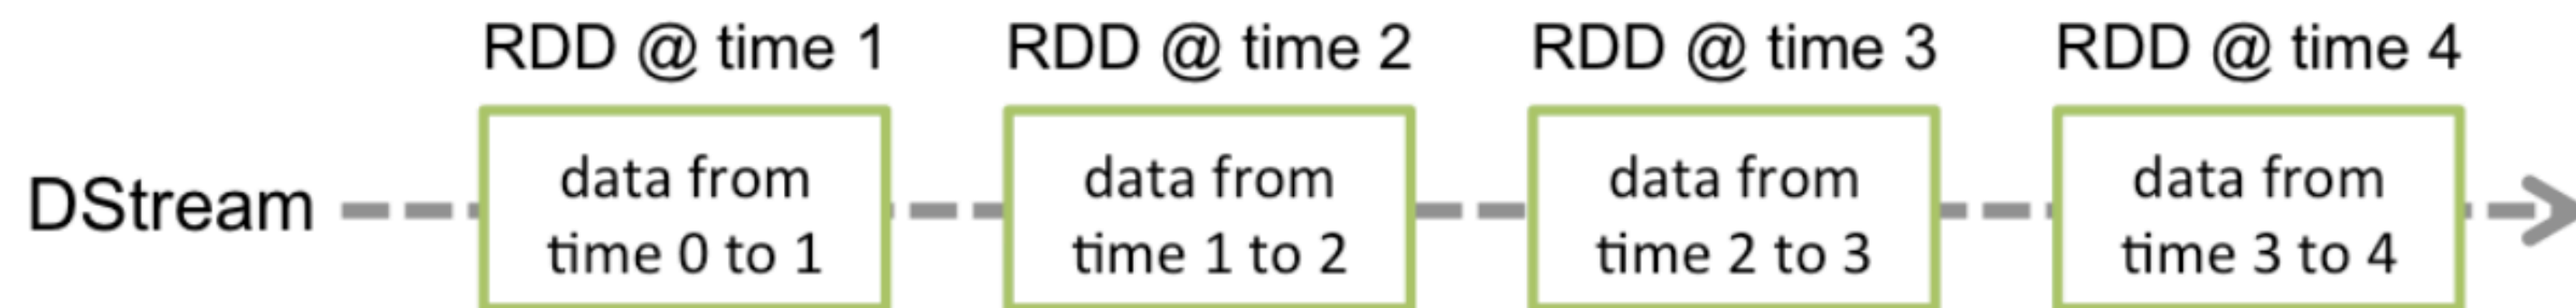 RDD @ time 1
RDD @ time 2
RDD @ time 3
RDD @ time 4
DStream
data from
time 0 to 1
data from
time 1 to 2
data from
time 2 to 3
data from
time 3 to 4